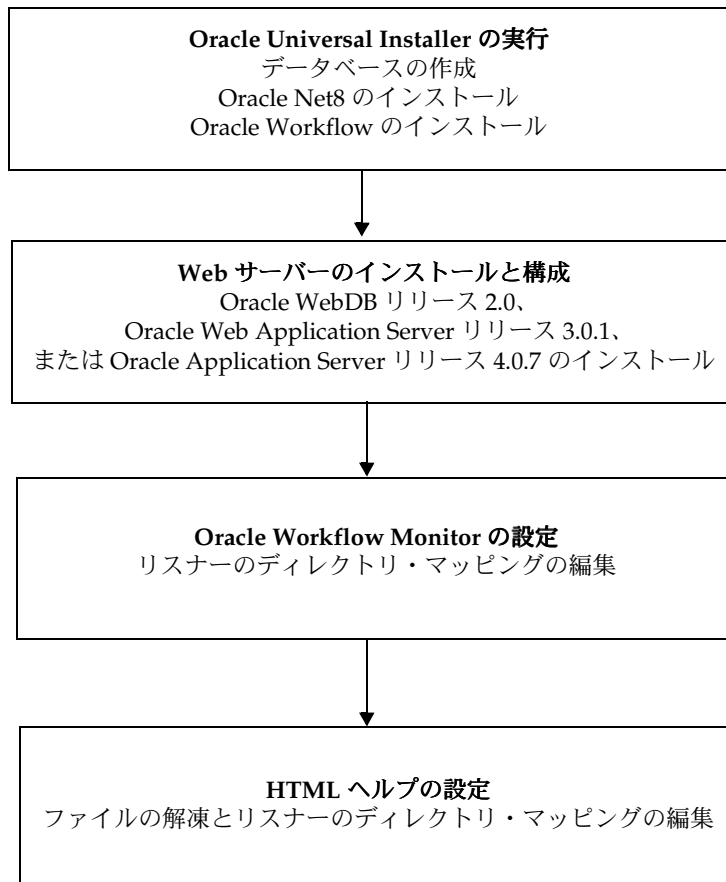 Oracle Universal Installer の実行
データベースの作成
Oracle Net8 のインストール
Oracle Workflow のインストール
Web サーバーのインストールと構成
Oracle WebDB リリース 2.0、
Oracle Web Application Server リリース 3.0.1、
または Oracle Application Server リリース 4.0.7 のインストール
Oracle Workflow Monitor の設定
リスナーのディレクトリ・マッピングの編集
HTML ヘルプの設定
ファイルの解凍とリスナーのディレクトリ・マッピングの編集